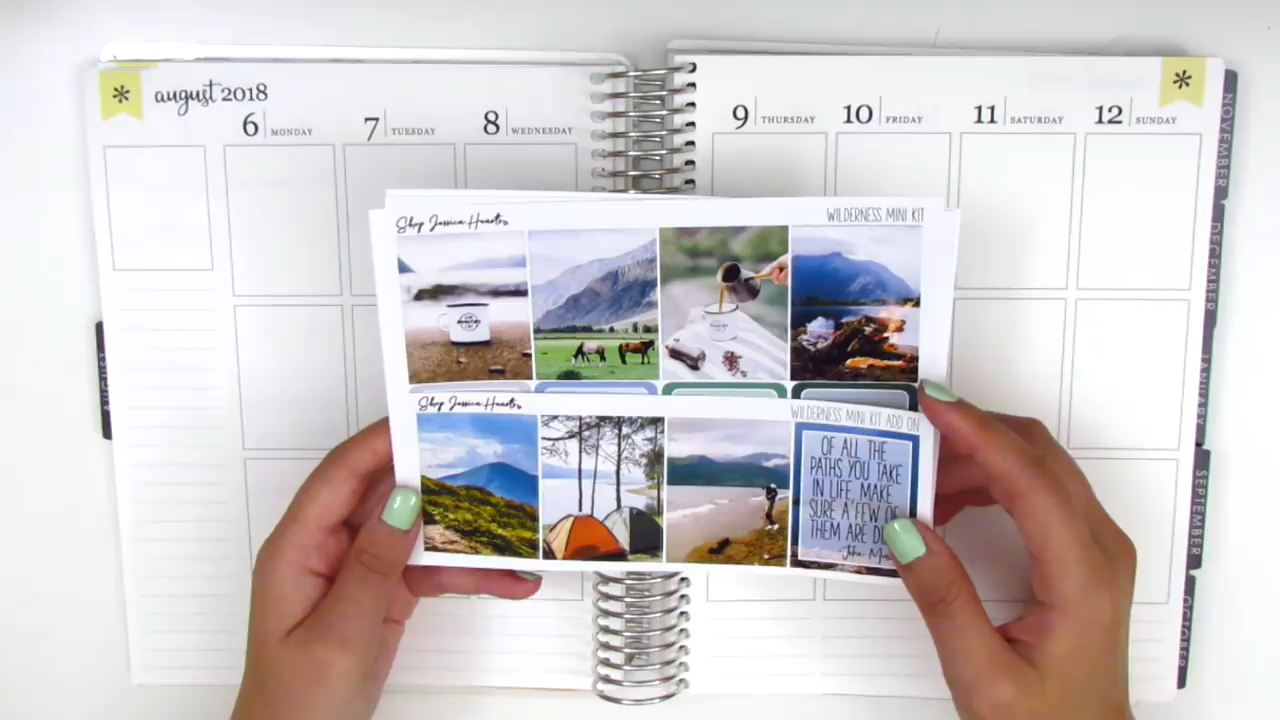 * august 2018
6 MONDAY
7 TUESDAY
8 WEDNESDAY
9 THURSDAY
10 FRIDAY
11 SATURDAY
12 SUNDAY
*
NOVEMBER
DECEMBER
JANUARY
SEPTEMBER
OCTOBER
AUGUST
Shop Jessica
WILDERNESS MINI KIT
Shop Jessica
WILDERNESS MINI KIT ADD ON
OF ALL THE
PATHS YOU TAKE
IN LIFE, MAKE
SURE A FEW OF
THEM ARE
John